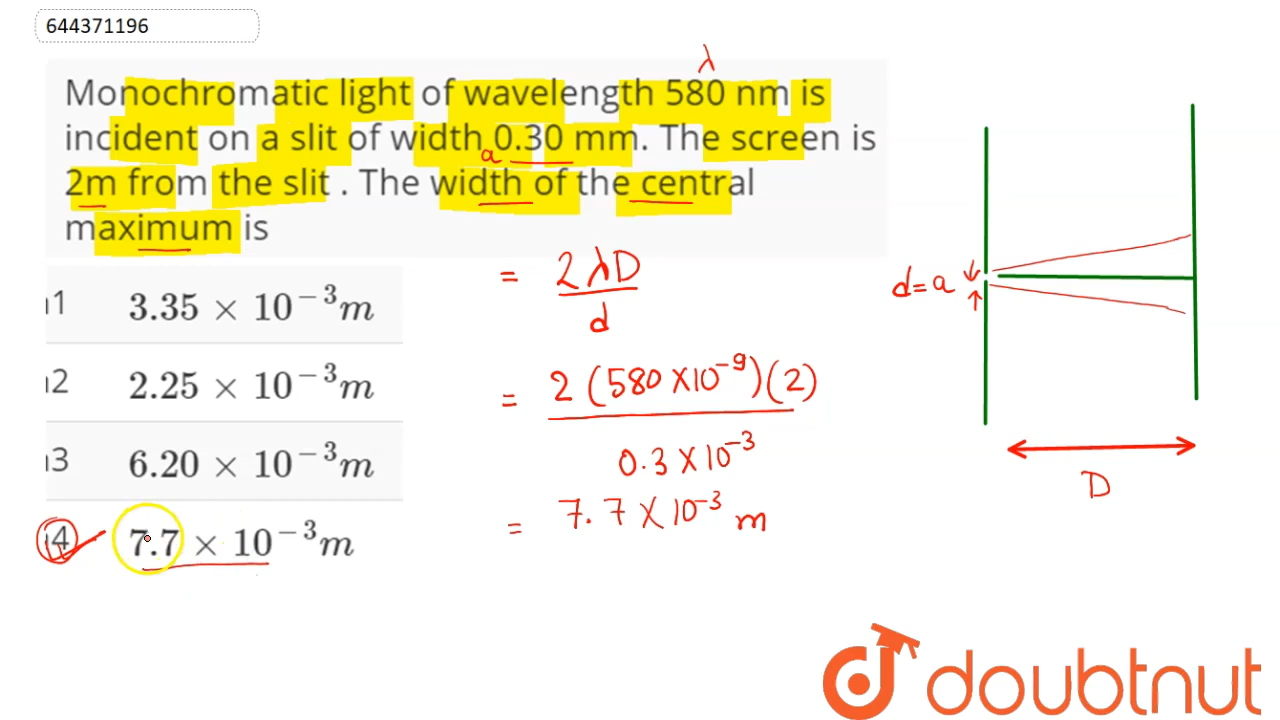 644371196
λ
Monochromatic light of wavelength 580 nm is
incident on a slit of width 0.30 mm. The screen is
a
2m from the slit . The width of the central
maximum is
= 2λD / d
d=a
1 3.35 × 10⁻³m
2 2.25 × 10⁻³m
= 2 (580 × 10⁻⁹)(2) / 0.3 × 10⁻³
3 6.20 × 10⁻³m
D
= 7.7 × 10⁻³ m
4 7.7 × 10⁻³m
doubtnut